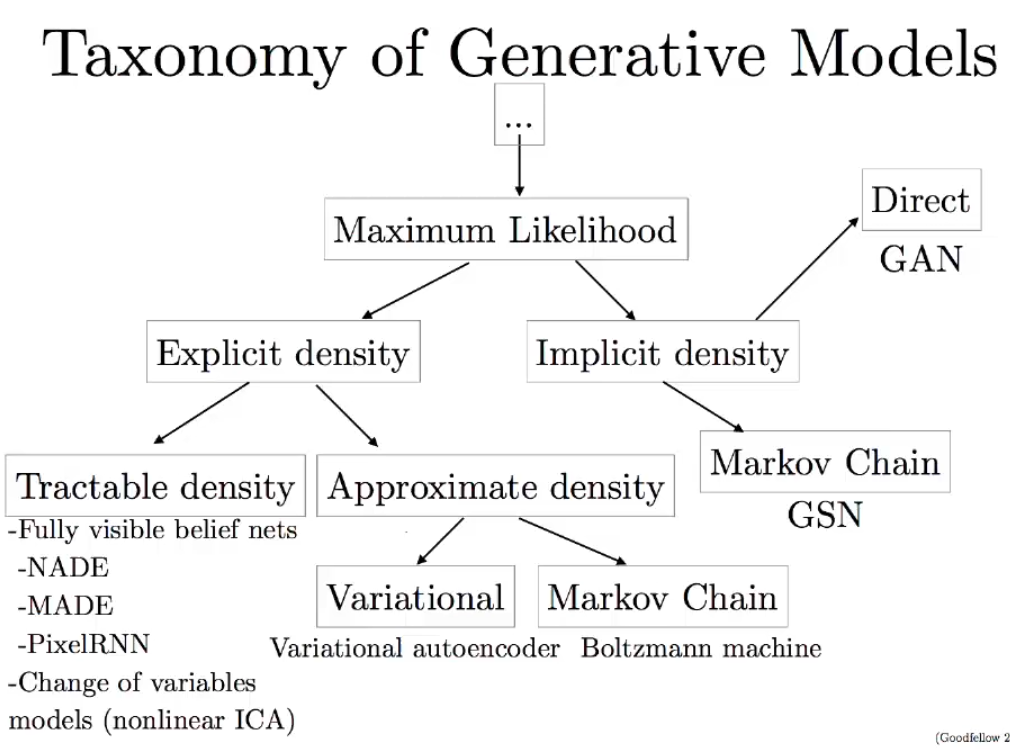 Taxonomy of Generative Models
...
Maximum Likelihood
Direct
GAN
Explicit density
Implicit density
Markov Chain
GSN
Tractable density
-Fully visible belief nets
-NADE
-MADE
-PixelRNN
-Change of variables
models (nonlinear ICA)
Approximate density
Variational
Variational autoencoder
Markov Chain
Boltzmann machine
(Goodfellow 2